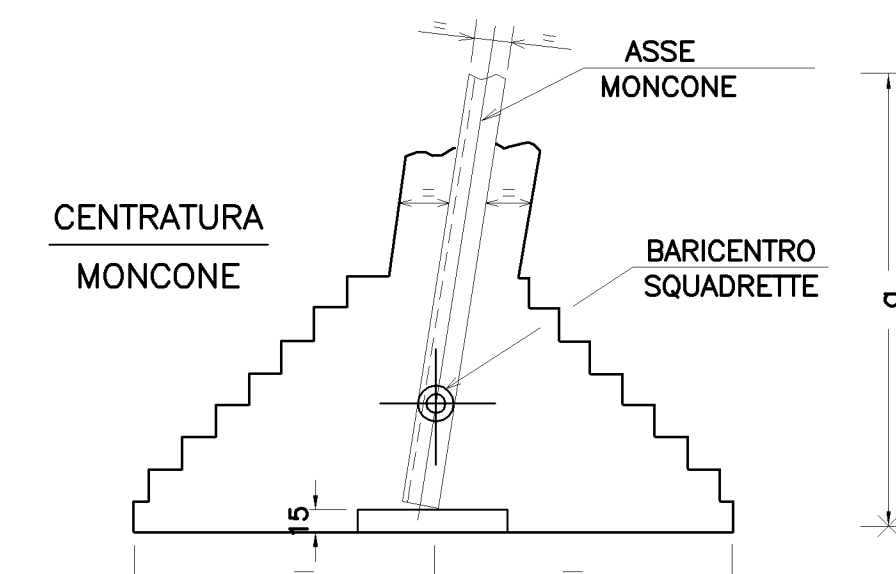 ASSE
MONCONE
CENTRATURA
MONCONE
BARICENTRO
SQUADRETTE
15